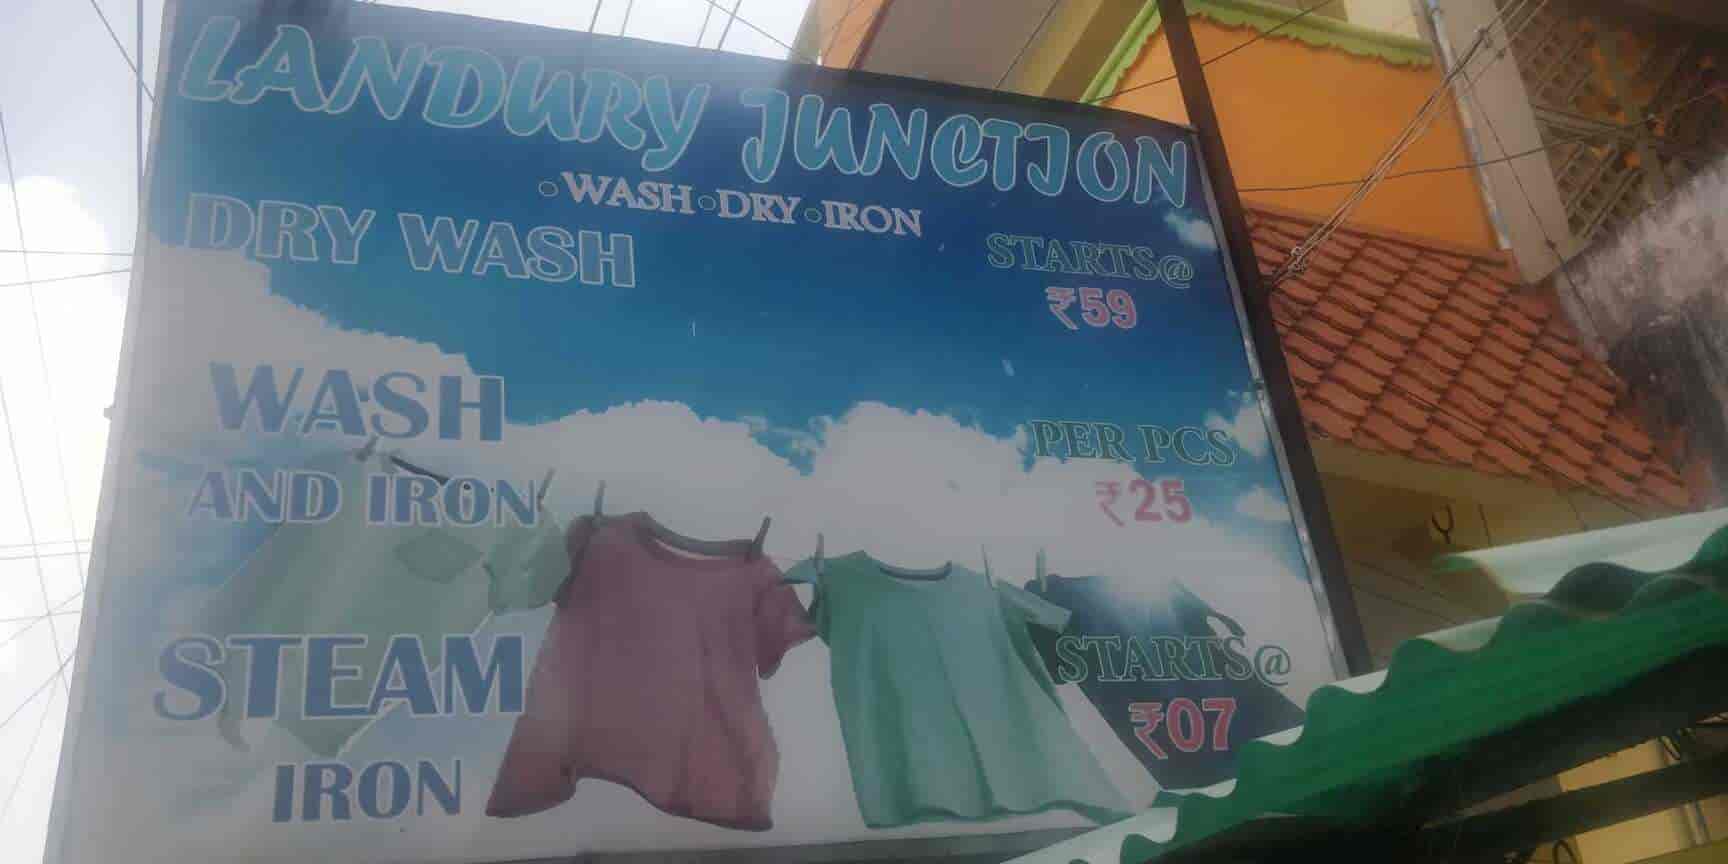 LANDURY JUNCTION
•WASH•DRY•IRON
DRY WASH
STARTS@
₹59
WASH
AND IRON
PER PCS
₹25
STEAM
IRON
STARTS@
₹07